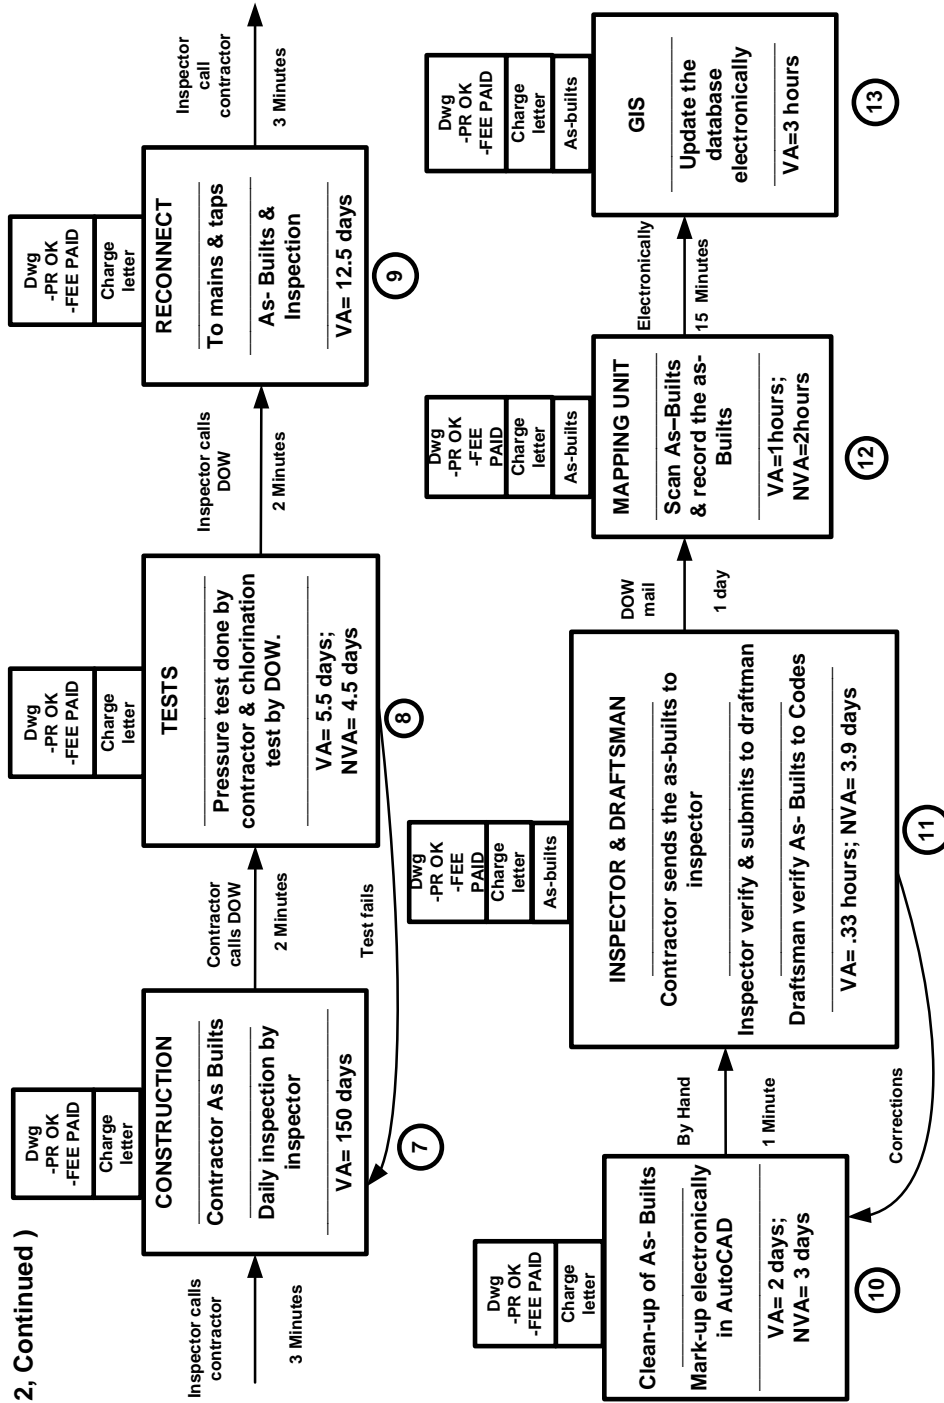 2, Continued )
Inspector calls
contractor
3 Minutes
Dwg
-PR OK
-FEE PAID
Charge
letter
CONSTRUCTION
Contractor As Builts
Daily inspection by
inspector
VA= 150 days
7
Contractor
calls DOW
2 Minutes
Test fails
Dwg
-PR OK
-FEE PAID
Charge
letter
TESTS
Pressure test done by
contractor & chlorination
test by DOW.
VA= 5.5 days;
NVA= 4.5 days
8
Inspector calls
DOW
2 Minutes
Dwg
-PR OK
-FEE PAID
Charge
letter
RECONNECT
To mains & taps
As- Builts &
Inspection
VA= 12.5 days
9
Inspector
call
contractor
3 Minutes
Dwg
-PR OK
-FEE PAID
Charge
letter
Clean-up of As- Builts
Mark-up electronically
in AutoCAD
VA= 2 days;
NVA= 3 days
10
By Hand
1 Minute
Corrections
Dwg
-PR OK
-FEE
PAID
Charge
letter
As-builts
INSPECTOR & DRAFTSMAN
Contractor sends the as-builts to
inspector
Inspector verify & submits to draftman
Draftsman verify As- Builts to Codes
VA= .33 hours; NVA= 3.9 days
11
DOW
mail
1 day
Dwg
-PR OK
-FEE
PAID
Charge
letter
As-builts
MAPPING UNIT
Scan As–Builts
& record the as-
Builts
VA=1hours;
NVA=2hours
12
Electronically
15 Minutes
Dwg
-PR OK
-FEE PAID
Charge
letter
As-builts
GIS
Update the
database
electronically
VA=3 hours
13